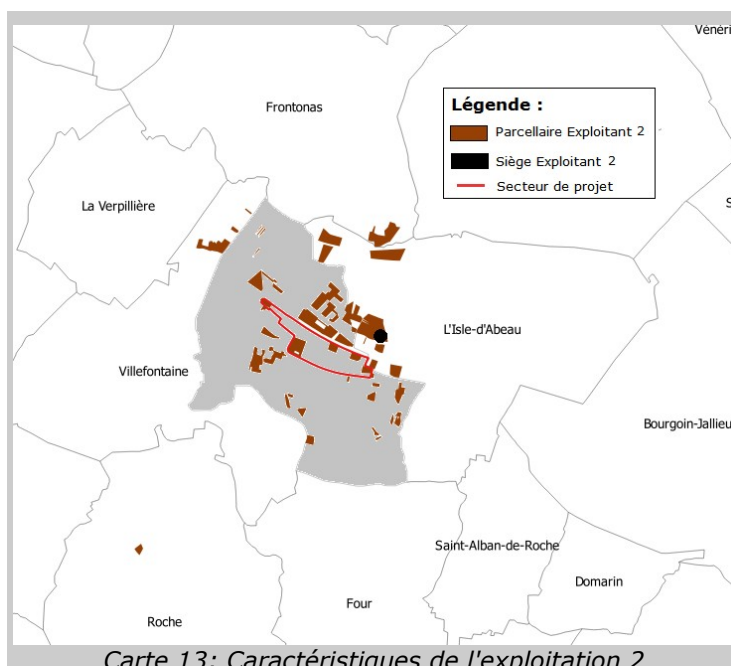 Vénéri
Frontonas
Légende :
Parcellaire Exploitant 2
Siège Exploitant 2
Secteur de projet
La Verpillière
S
L'Isle-d'Abeau
Villefontaine
Bourgoin-Jallieu
Saint-Alban-de-Roche
Domarin
Four
Roche
Carte 13: Caractéristiques de l'exploitation 2